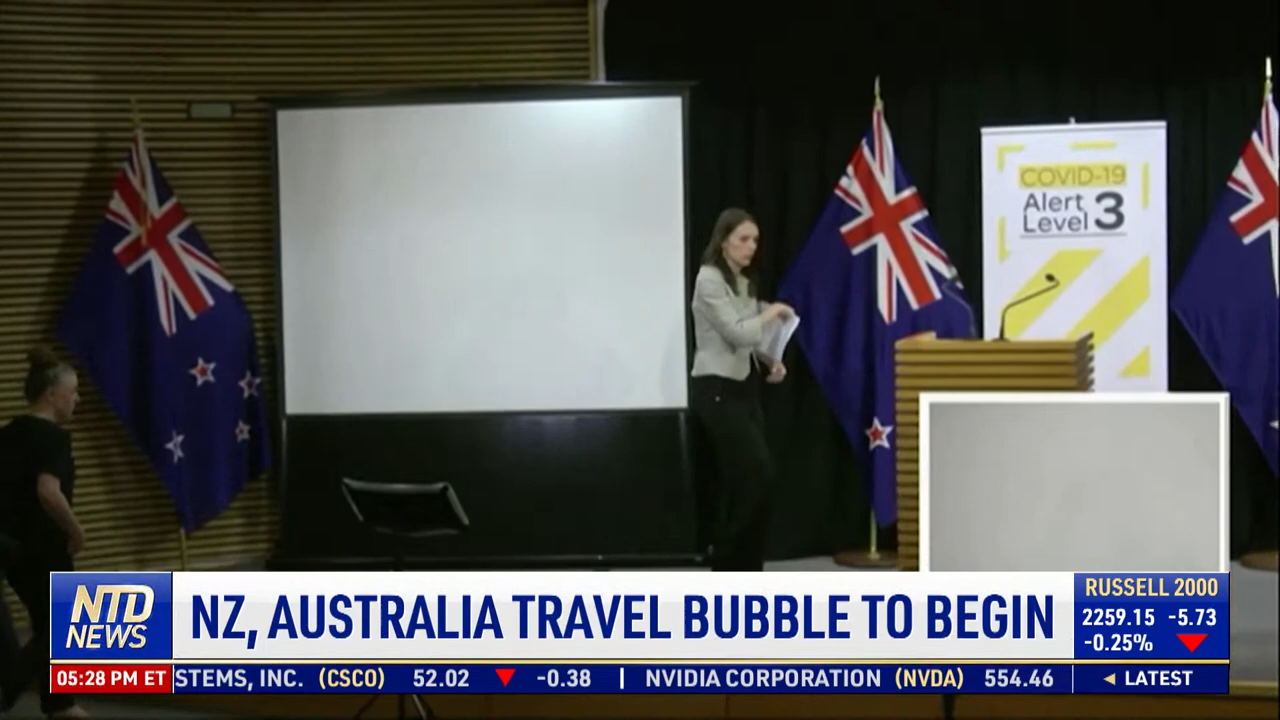 COVID-19
Alert
Level 3
NTD
NEWS
NZ, AUSTRALIA TRAVEL BUBBLE TO BEGIN
RUSSELL 2000
2259.15 -5.73
-0.25%
05:28 PM ET
STEMS, INC. (CSCO) 52.02 -0.38 | NVIDIA CORPORATION (NVDA) 554.46
LATEST